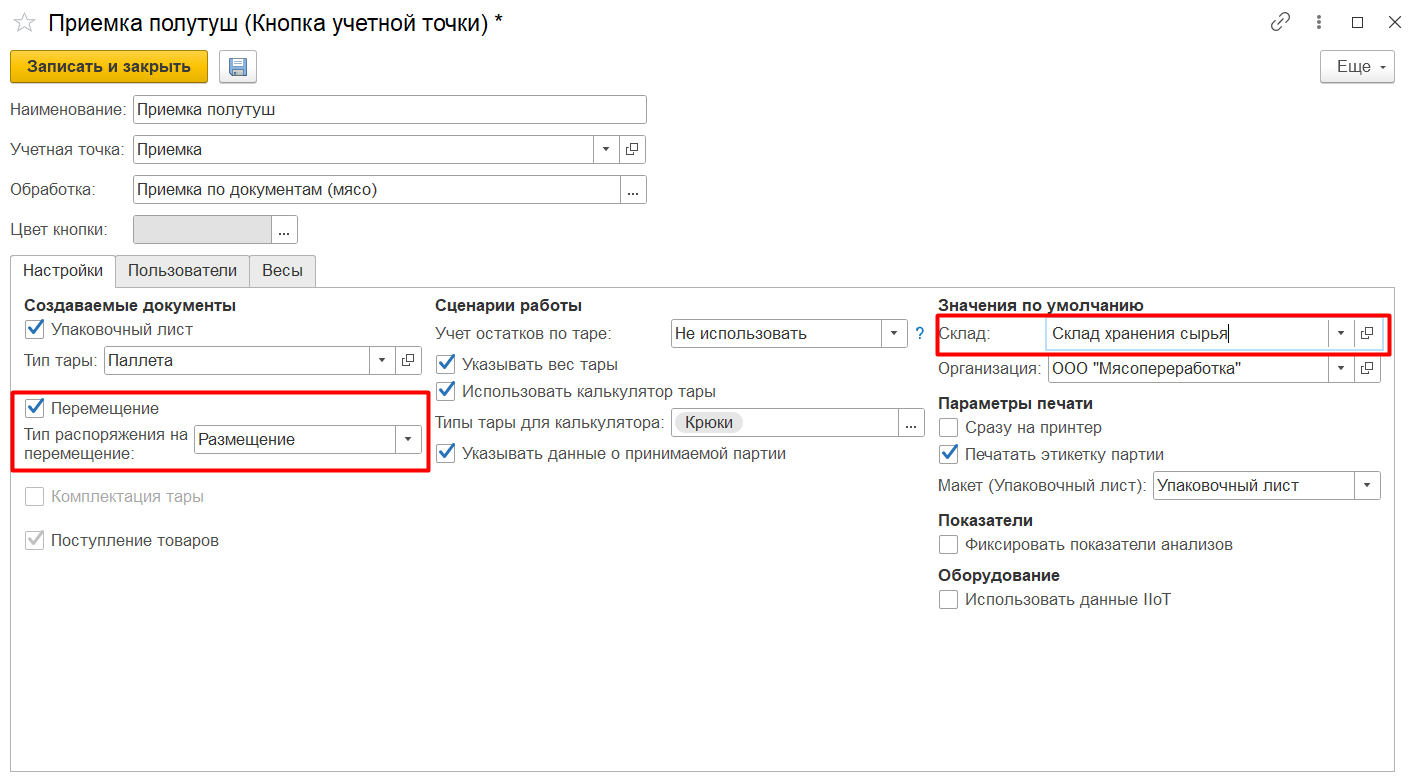 Приемка полутуш (Кнопка учетной точки) *
Записать и закрыть
Еще
Наименование: Приемка полутуш
Учетная точка: Приемка
Обработка: Приемка по документам (мясо) ...
Цвет кнопки: ...
Настройки Пользователи Весы
Создаваемые документы
Упаковочный лист
Тип тары: Паллета
Перемещение
Тип распоряжения на
перемещение: Размещение
Комплектация тары
Поступление товаров
Сценарии работы
Учет остатков по таре: Не использовать ?
Указывать вес тары
Использовать калькулятор тары
Типы тары для калькулятора: Крюки ...
Указывать данные о принимаемой партии
Значения по умолчанию
Склад: Склад хранения сырья
Организация: ООО "Мясопереработка"
Параметры печати
Сразу на принтер
Печатать этикетку партии
Макет (Упаковочный лист): Упаковочный лист
Показатели
Фиксировать показатели анализов
Оборудование
Использовать данные IIoT